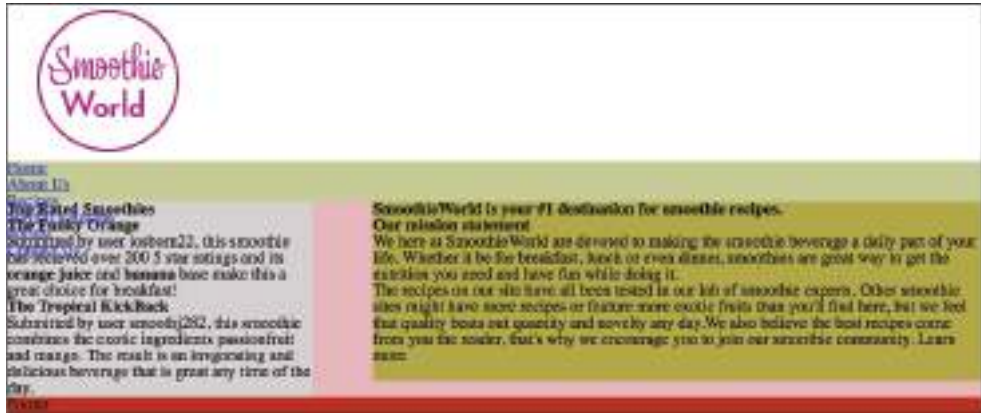 Smoothie
World
Home
About Us
Top Rated Smoothies
The Funky Orange
Submitted by user
this smoothie
has recieved over 200 5 star ratings and its
orange juice and banana base make this a
great choice for breakfast!
The Tropical KickBack
Submitted by user smoothj282, this smoothie
combines the exotic ingredients passionfruit
and mango. The result is an invigorating and
delicious beverage that is great any time of the
day.
SmoothieWorld is your #1 destination for smoothie recipes.
Our mission statement
We here at SmoothieWorld are devoted to making the smoothie beverage a daily part of your
life. Whether it be for breakfast, lunch or even dinner, smoothies are great way to get the
nutrition you need and have fun while doing it.
The recipes on our site have all been tested in our lab of smoothie experts. Other smoothie
sites might have more recipes or feature more exotic fruits than you'll find here, but we feel
that quality beats out quantity and novelty any day.We also believe the best recipes come
from you the reader, that's why we encourage you to join our smoothie community. Learn
more
Footer